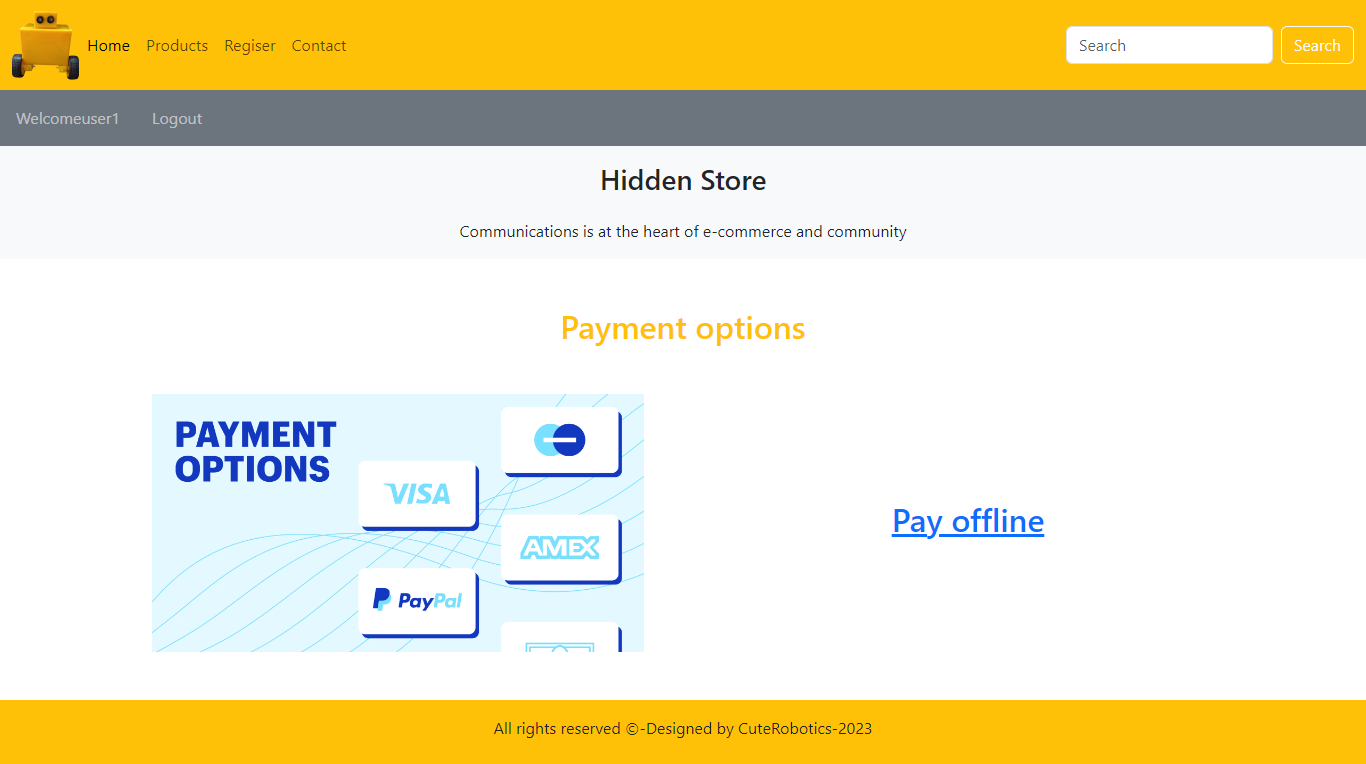 Home Products Regiser Contact Search Search
Welcomeuser1 Logout
Hidden Store
Communications is at the heart of e-commerce and community
Payment options
PAYMENT
OPTIONS
VISA
AMEX
PayPal
Pay offline
All rights reserved ©-Designed by CuteRobotics-2023